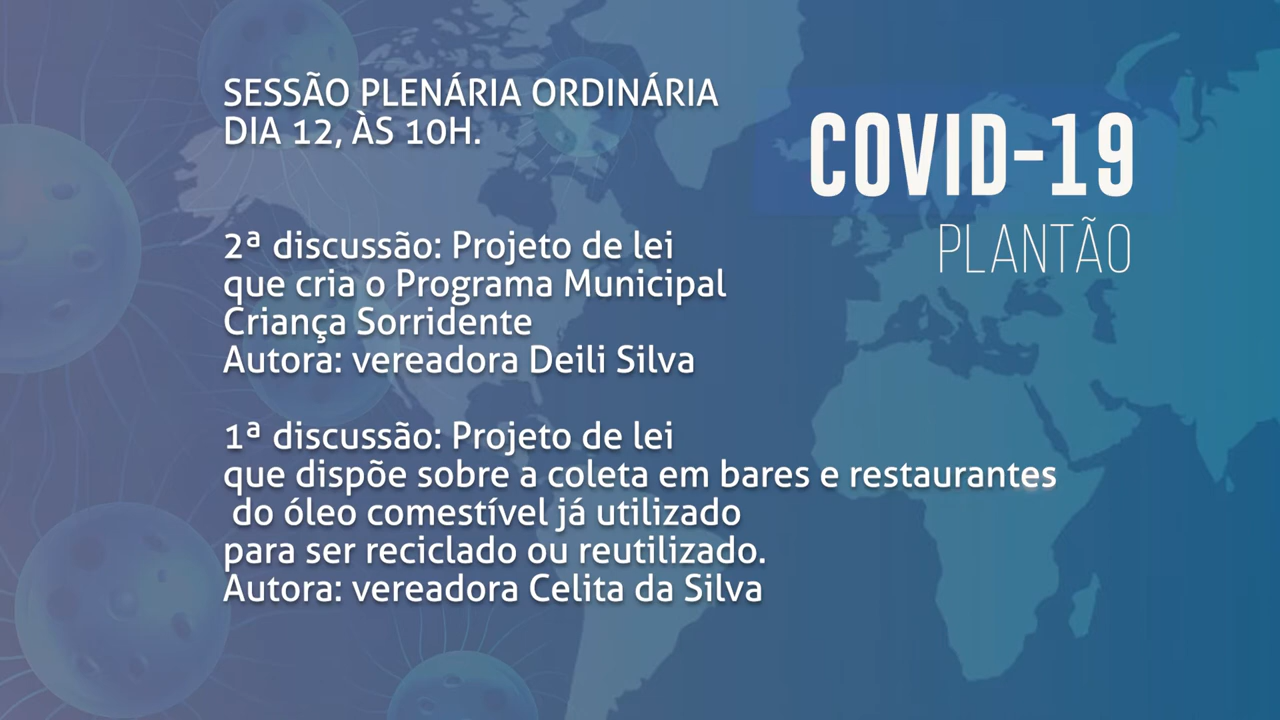 SESSÃO PLENÁRIA ORDINÁRIA
DIA 12, ÀS 10H.
COVID-19
PLANTÃO
2ª discussão: Projeto de lei
que cria o Programa Municipal
Criança Sorridente
Autora: vereadora Deili Silva
1ª discussão: Projeto de lei
que dispõe sobre a coleta em bares e restaurantes
do óleo comestível já utilizado
para ser reciclado ou reutilizado.
Autora: vereadora Celita da Silva